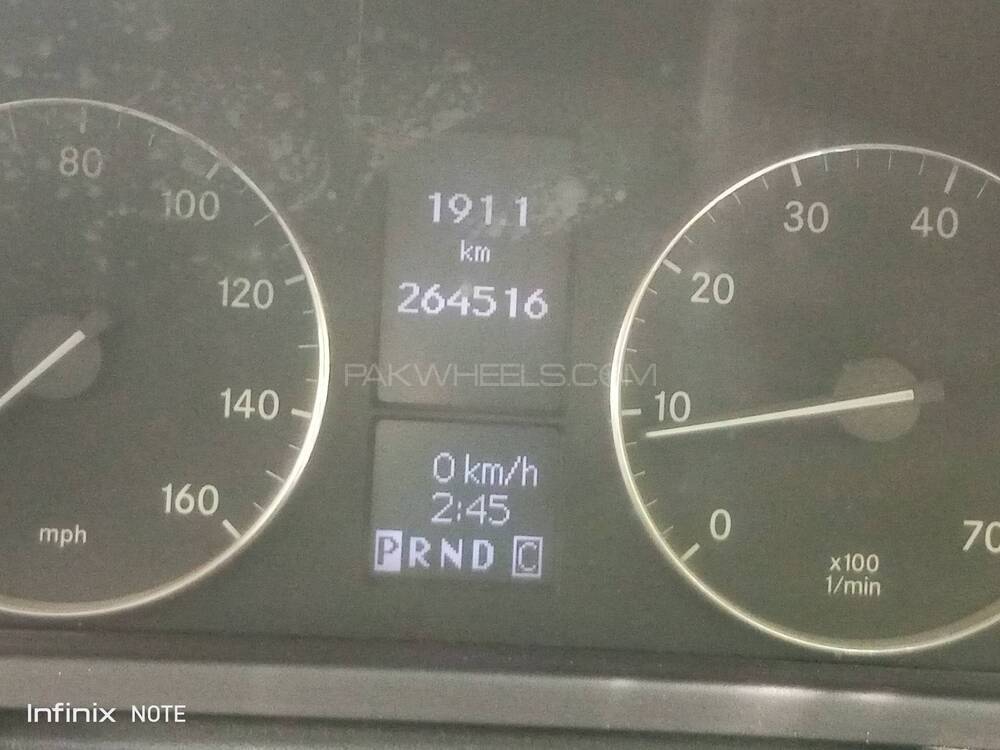 80
100
120
140
160
mph
191.1
km
264516
0 km/h
2:45
PRND C
0
10
20
30
40
70
x100
1/min
PAKWHEELS.COM
Infinix NOTE